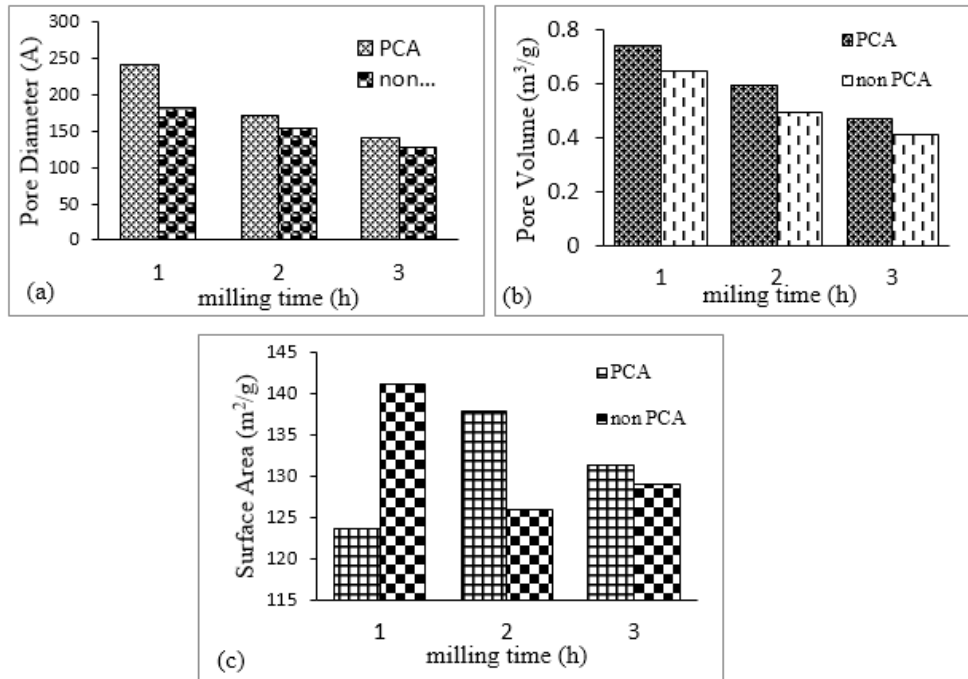 300
250
200
150
100
50
0
Pore Diameter (A)
PCA
non...
1 2 3
milling time (h)
(a)
0.8
0.6
0.4
0.2
0
Pore Volume (m³/g)
PCA
non PCA
1 2 3
miling time (h)
(b)
145
140
135
130
125
120
115
Surface Area (m²/g)
PCA
non PCA
1 2 3
milling time (h)
(c)